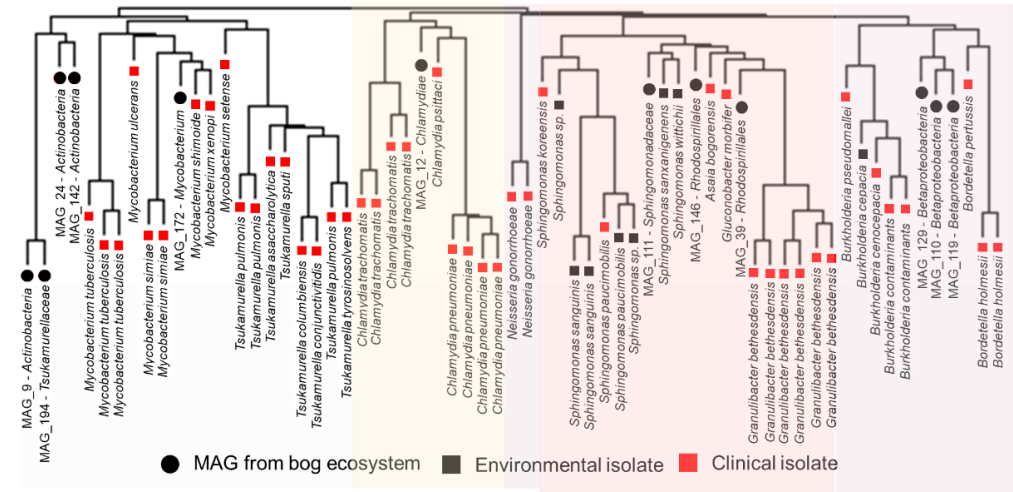 MAG_9 - Actinobacteria
MAG_194 - Tsukamurellaceae
MAG_24 - Actinobacteria
MAG_142 - Actinobacteria
Mycobacterium tuberculosis
Mycobacterium tuberculosis
Mycobacterium tuberculosis
Mycobacterium ulcerans
Mycobacterium simiae
Mycobacterium simiae
MAG_172 - Mycobacterium
Mycobacterium shimoide
Mycobacterium xenopi
Mycobacterium setense
Tsukamurella pulmonis
Tsukamurella pulmonis
Tsukamurella asaccharolytica
Tsukamurella sputi
Tsukamurella columbiensis
Tsukamurella conjunctivitidis
Tsukamurella pulmonis
Tsukamurella tyrosinosolvens
Chlamydia trachomatis
Chlamydia trachomatis
Chlamydia trachomatis
Chlamydia trachomatis
MAG_12 - Chlamydiae
Chlamydia psittaci
Chlamydia pneumoniae
Chlamydia pneumoniae
Chlamydia pneumoniae
Chlamydia pneumoniae
Neisseria gonorrhoeae
Neisseria gonorrhoeae
Sphingomonas koreensis
Sphingomonas sp.
Sphingomonas sanguinis
Sphingomonas sanguinis
Sphingomonas paucimobilis
Sphingomonas paucimobilis
Sphingomonas sp.
MAG_111 - Sphingomonadaceae
Sphingomonas sanxanigenens
Sphingomonas wittichii
MAG_146 - Rhodospirillales
Asaia bogorensis
Gluconobacter morbifer
MAG_39 - Rhodospirillales
Granulibacter bethesdensis
Granulibacter bethesdensis
Granulibacter bethesdensis
Granulibacter bethesdensis
Granulibacter bethesdensis
Granulibacter bethesdensis
Burkholderia pseudomallei
Burkholderia cepacia
Burkholderia cenocepacia
Burkholderia contaminants
Burkholderia contaminants
MAG_129 - Betaproteobacteria
MAG_110 - Betaproteobacteria
MAG_119 - Betaproteobacteria
Bordetella pertussis
Bordetella holmesii
Bordetella holmesii
MAG from bog ecosystem
Environmental isolate
Clinical isolate